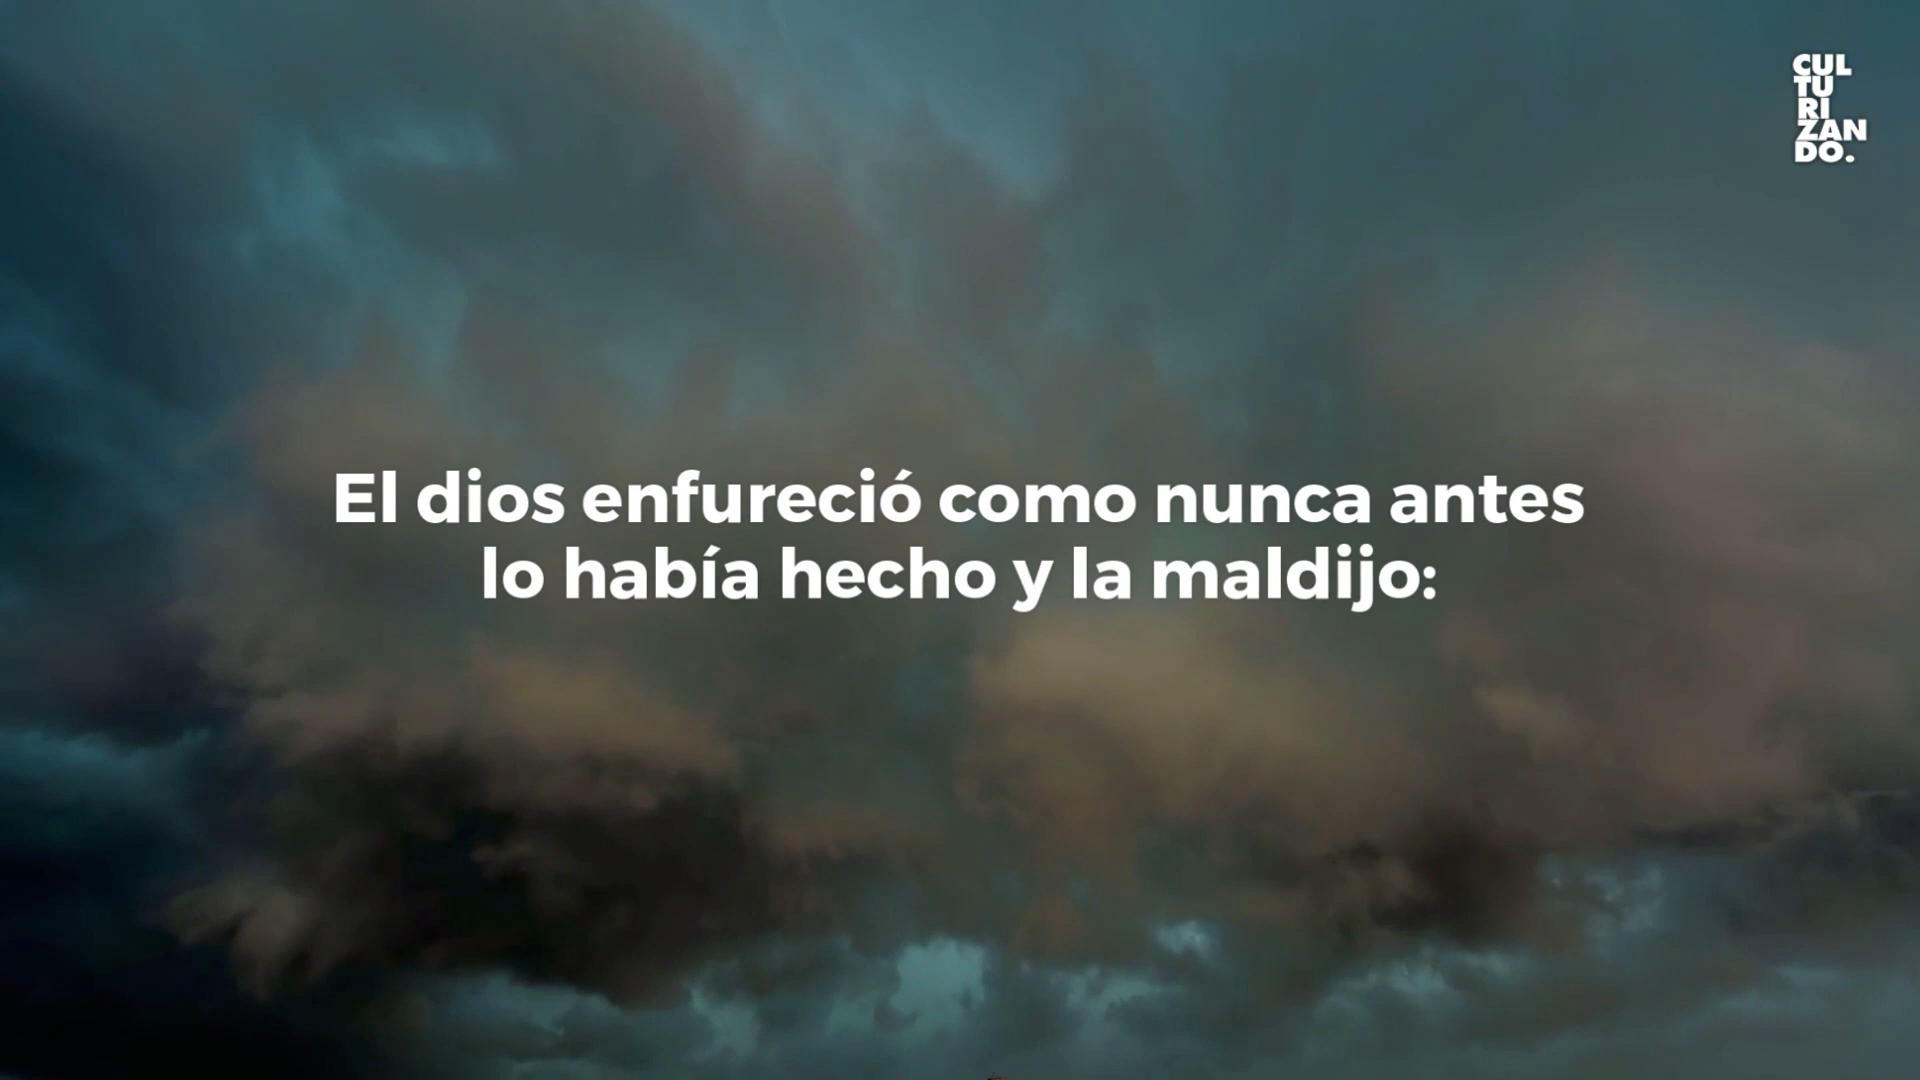 CUL
TU
RI
ZAN
DO.
El dios enfureció como nunca antes
lo había hecho y la maldijo: